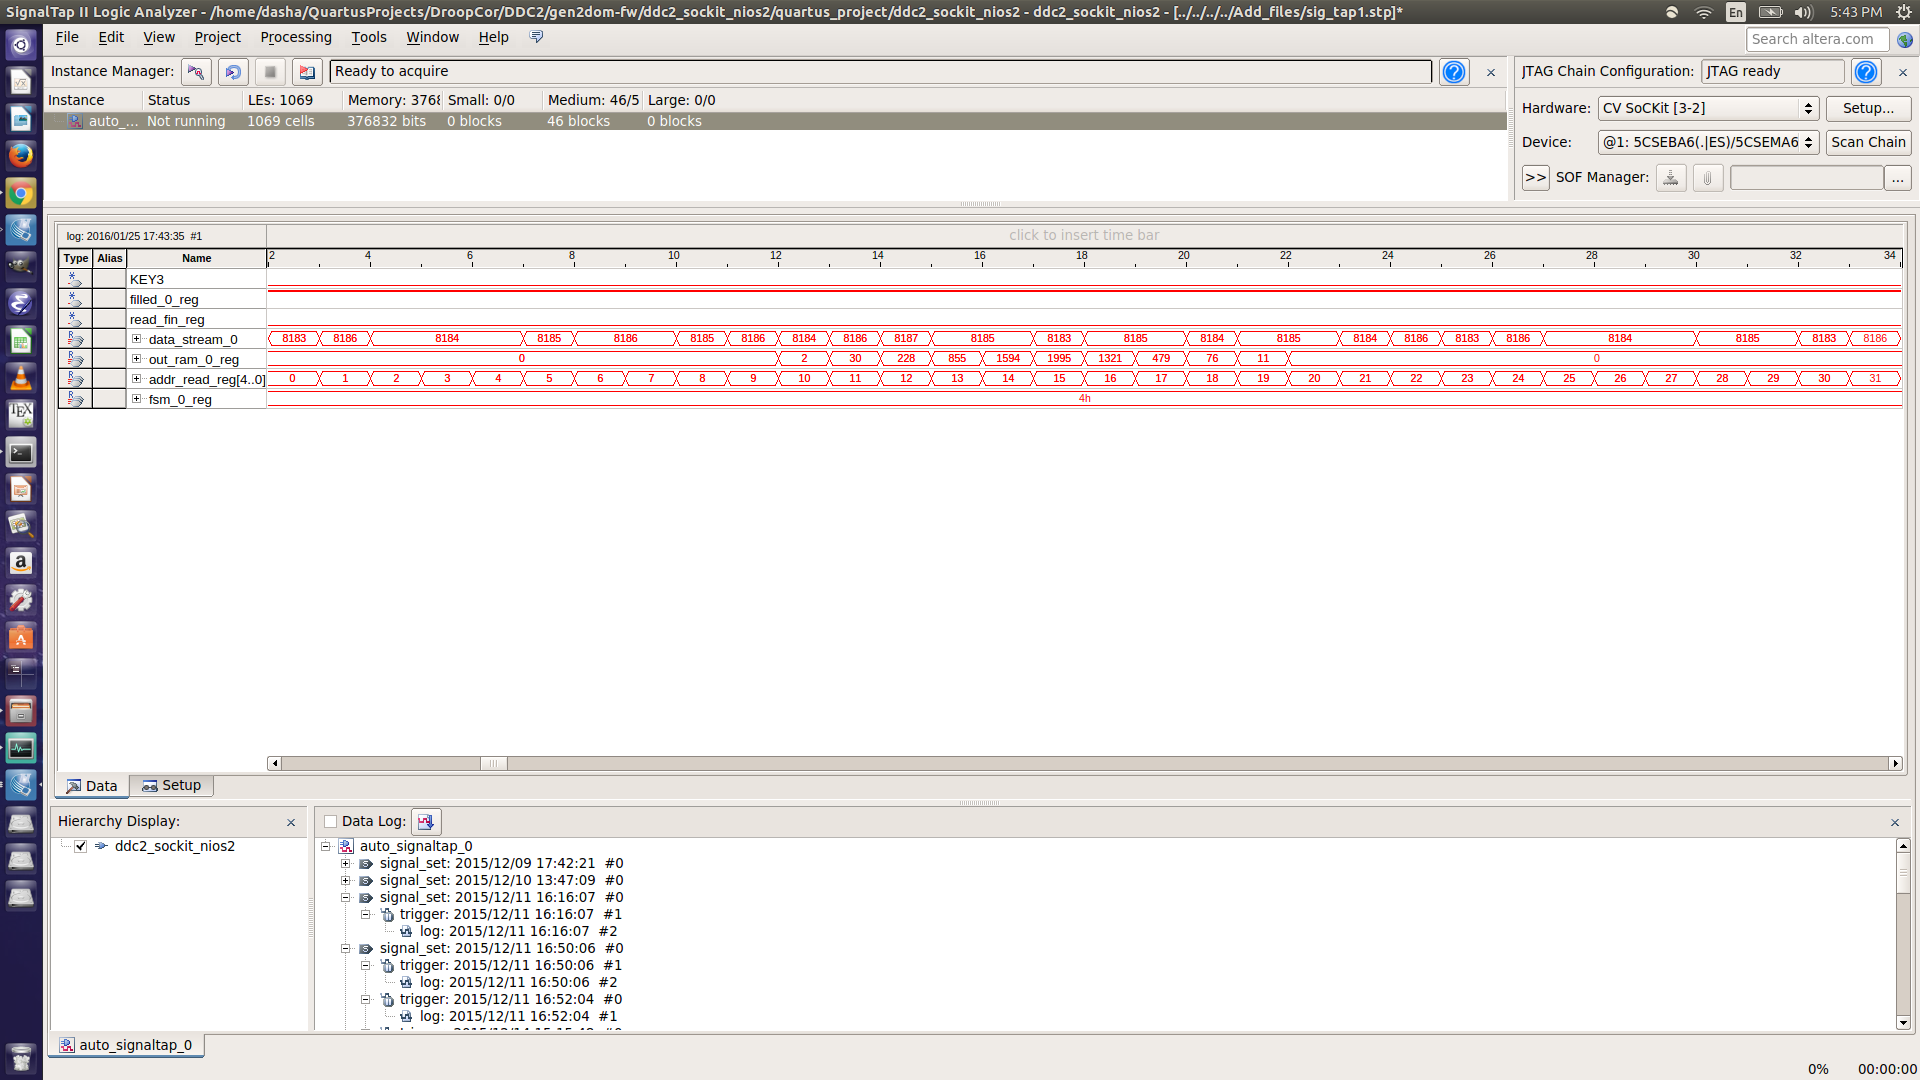 SignalTap II Logic Analyzer - /home/dasha/QuartusProjects/DroopCor/DDC2/gen2dom-fw/ddc2_sockit_nios2/quartus_project/ddc2_sockit_nios2 - ddc2_sockit_nios2 - [../../../../Add_files/sig_tap1.stp]* En 5:43 PM
File Edit View Project Processing Tools Window Help Search altera.com
Instance Manager: Ready to acquire JTAG Chain Configuration: JTAG ready
Instance Status LEs: 1069 Memory: 3768 Small: 0/0 Medium: 46/5 Large: 0/0
auto_... Not running 1069 cells 376832 bits 0 blocks 46 blocks 0 blocks
Hardware: CV SoCKit [3-2] Setup...
Device: @1: 5CSEBA6(.|ES)/5CSEMA6 Scan Chain
>> SOF Manager: ...
log: 2016/01/25 17:43:35 #1 click to insert time bar
Type Alias Name 2 4 6 8 10 12 14 16 18 20 22 24 26 28 30 32 34
KEY3
filled_0_reg
read_fin_reg
data_stream_0 8183 8186 8184 8185 8186 8185 8186 8184 8186 8187 8185 8183 8185 8184 8185 8184 8186 8183 8186 8184 8185 8183 8186
out_ram_0_reg 0 2 30 228 855 1594 1995 1321 479 76 11 0
addr_read_reg[4..0] 0 1 2 3 4 5 6 7 8 9 10 11 12 13 14 15 16 17 18 19 20 21 22 23 24 25 26 27 28 29 30 31
fsm_0_reg 4h
Data Setup
Hierarchy Display:
ddc2_sockit_nios2
Data Log:
auto_signaltap_0
signal_set: 2015/12/09 17:42:21 #0
signal_set: 2015/12/10 13:47:09 #0
signal_set: 2015/12/11 16:16:07 #0
trigger: 2015/12/11 16:16:07 #1
log: 2015/12/11 16:16:07 #2
signal_set: 2015/12/11 16:50:06 #0
trigger: 2015/12/11 16:50:06 #1
log: 2015/12/11 16:50:06 #2
trigger: 2015/12/11 16:52:04 #0
log: 2015/12/11 16:52:04 #1
auto_signaltap_0
0% 00:00:00